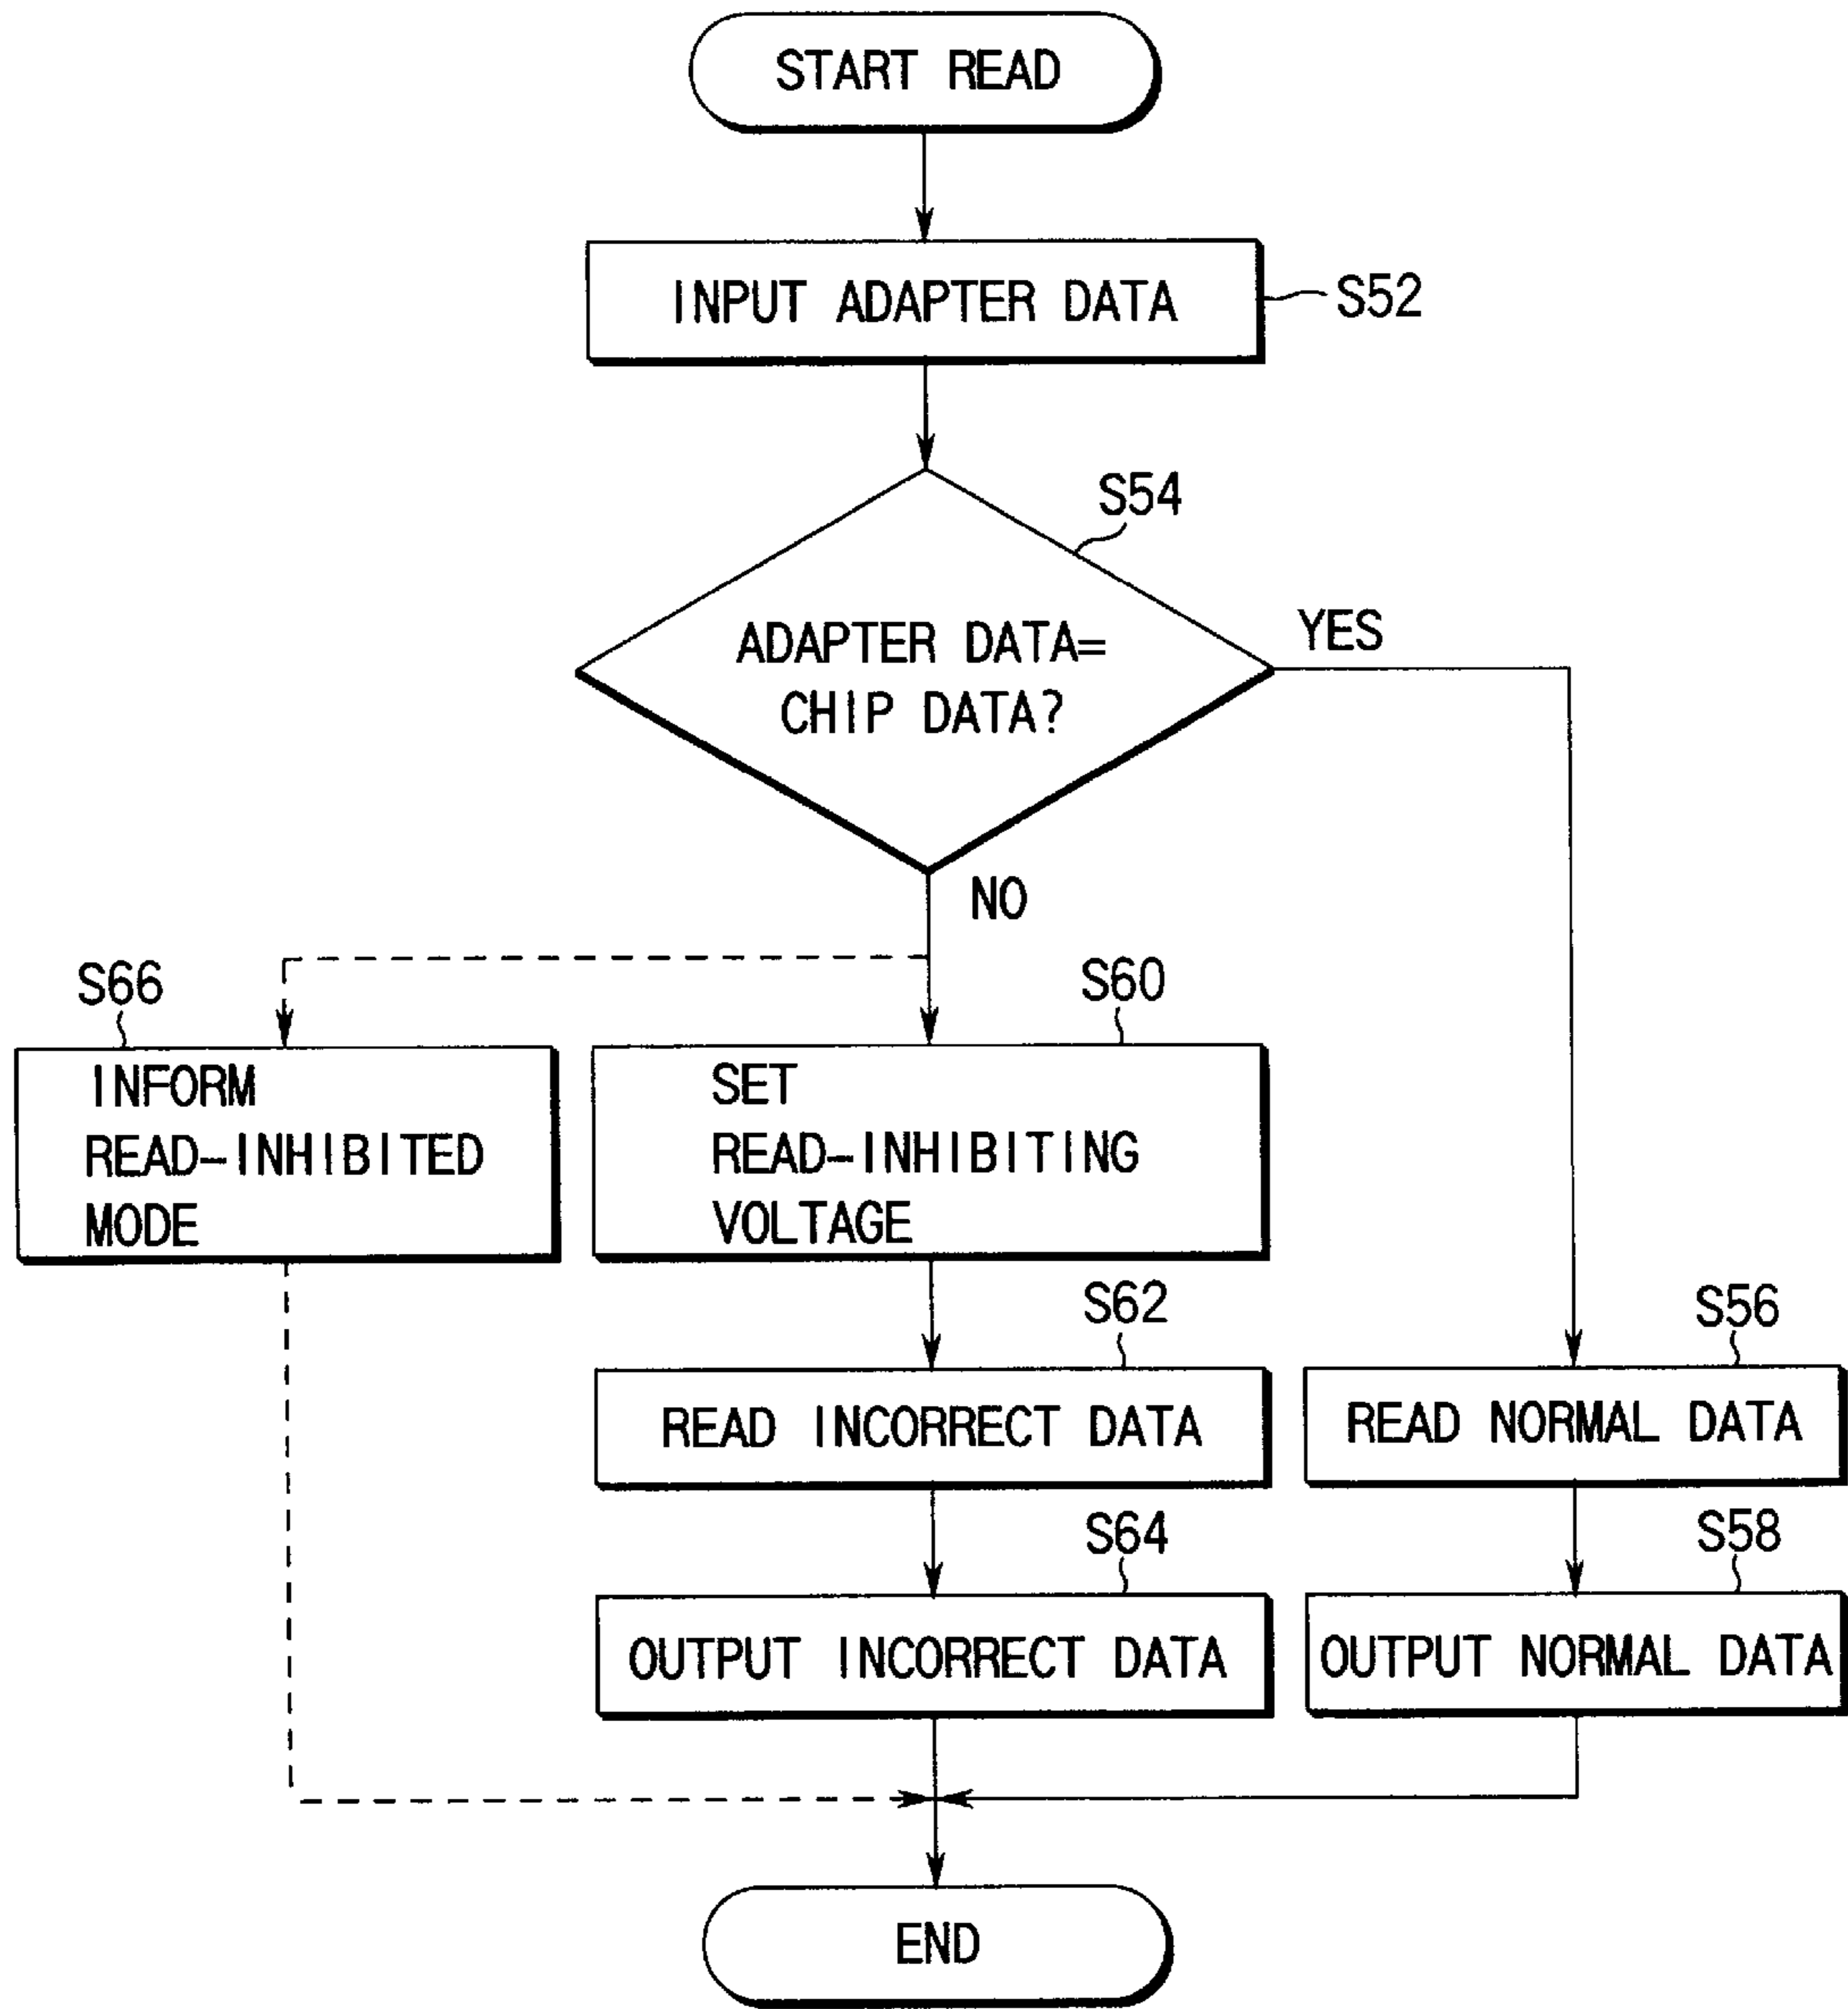 START READ
INPUT ADAPTER DATA
S52
S54
ADAPTER DATA=
CHIP DATA?
YES
NO
S66
INFORM
READ-INHIBITED
MODE
S60
SET
READ-INHIBITING
VOLTAGE
S62
READ INCORRECT DATA
S56
READ NORMAL DATA
S64
OUTPUT INCORRECT DATA
S58
OUTPUT NORMAL DATA
END